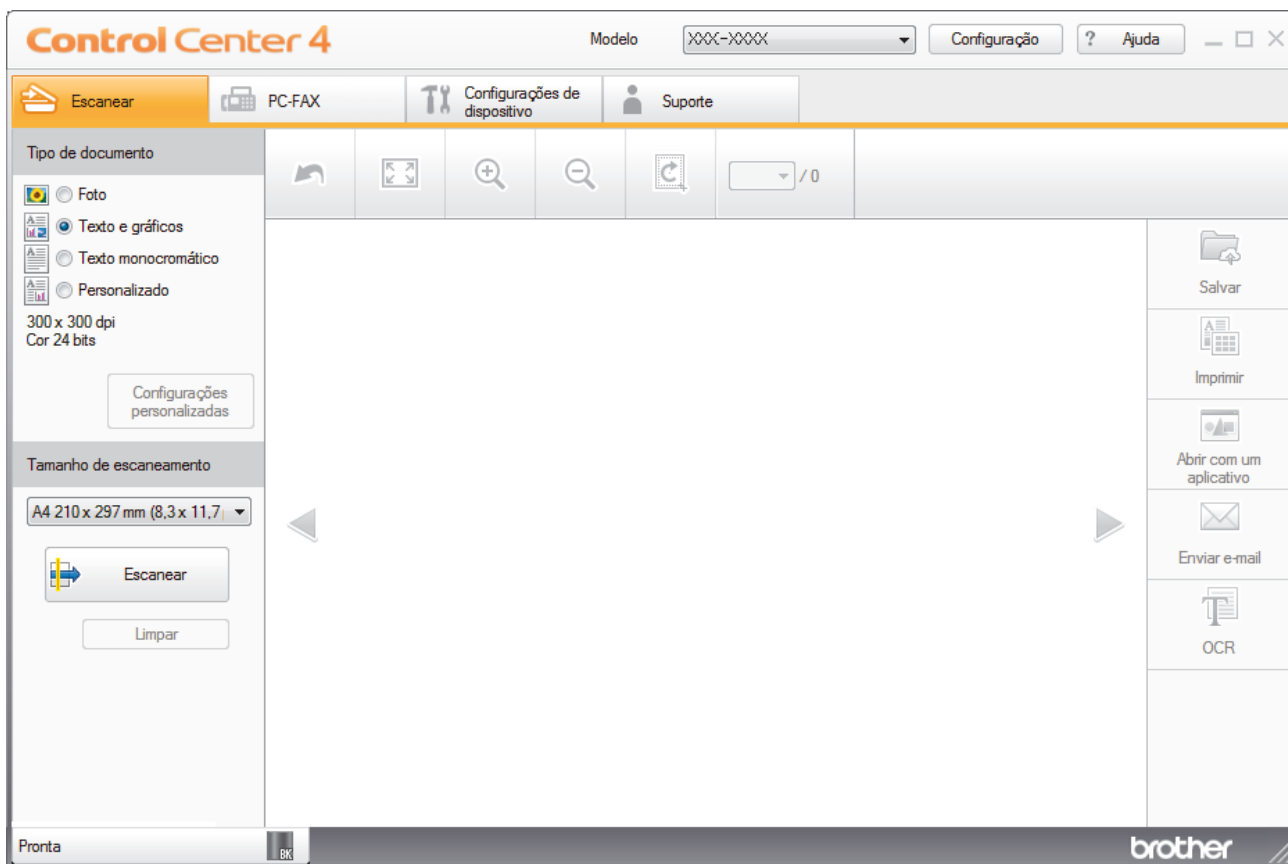 Control Center 4
Modelo
XXX-XXXX
Configuração
? Ajuda
Escanear
PC-FAX
Configurações de
dispositivo
Suporte
Tipo de documento
/ 0
Foto
Texto e gráficos
Texto monocromático
Personalizado
300 x 300 dpi
Cor 24 bits
Configurações
personalizadas
Tamanho de escaneamento
A4 210 x 297 mm (8,3 x 11,7
Escanear
Limpar
Salvar
Imprimir
Abrir com um
aplicativo
Enviar e-mail
OCR
Pronta
BK
brother